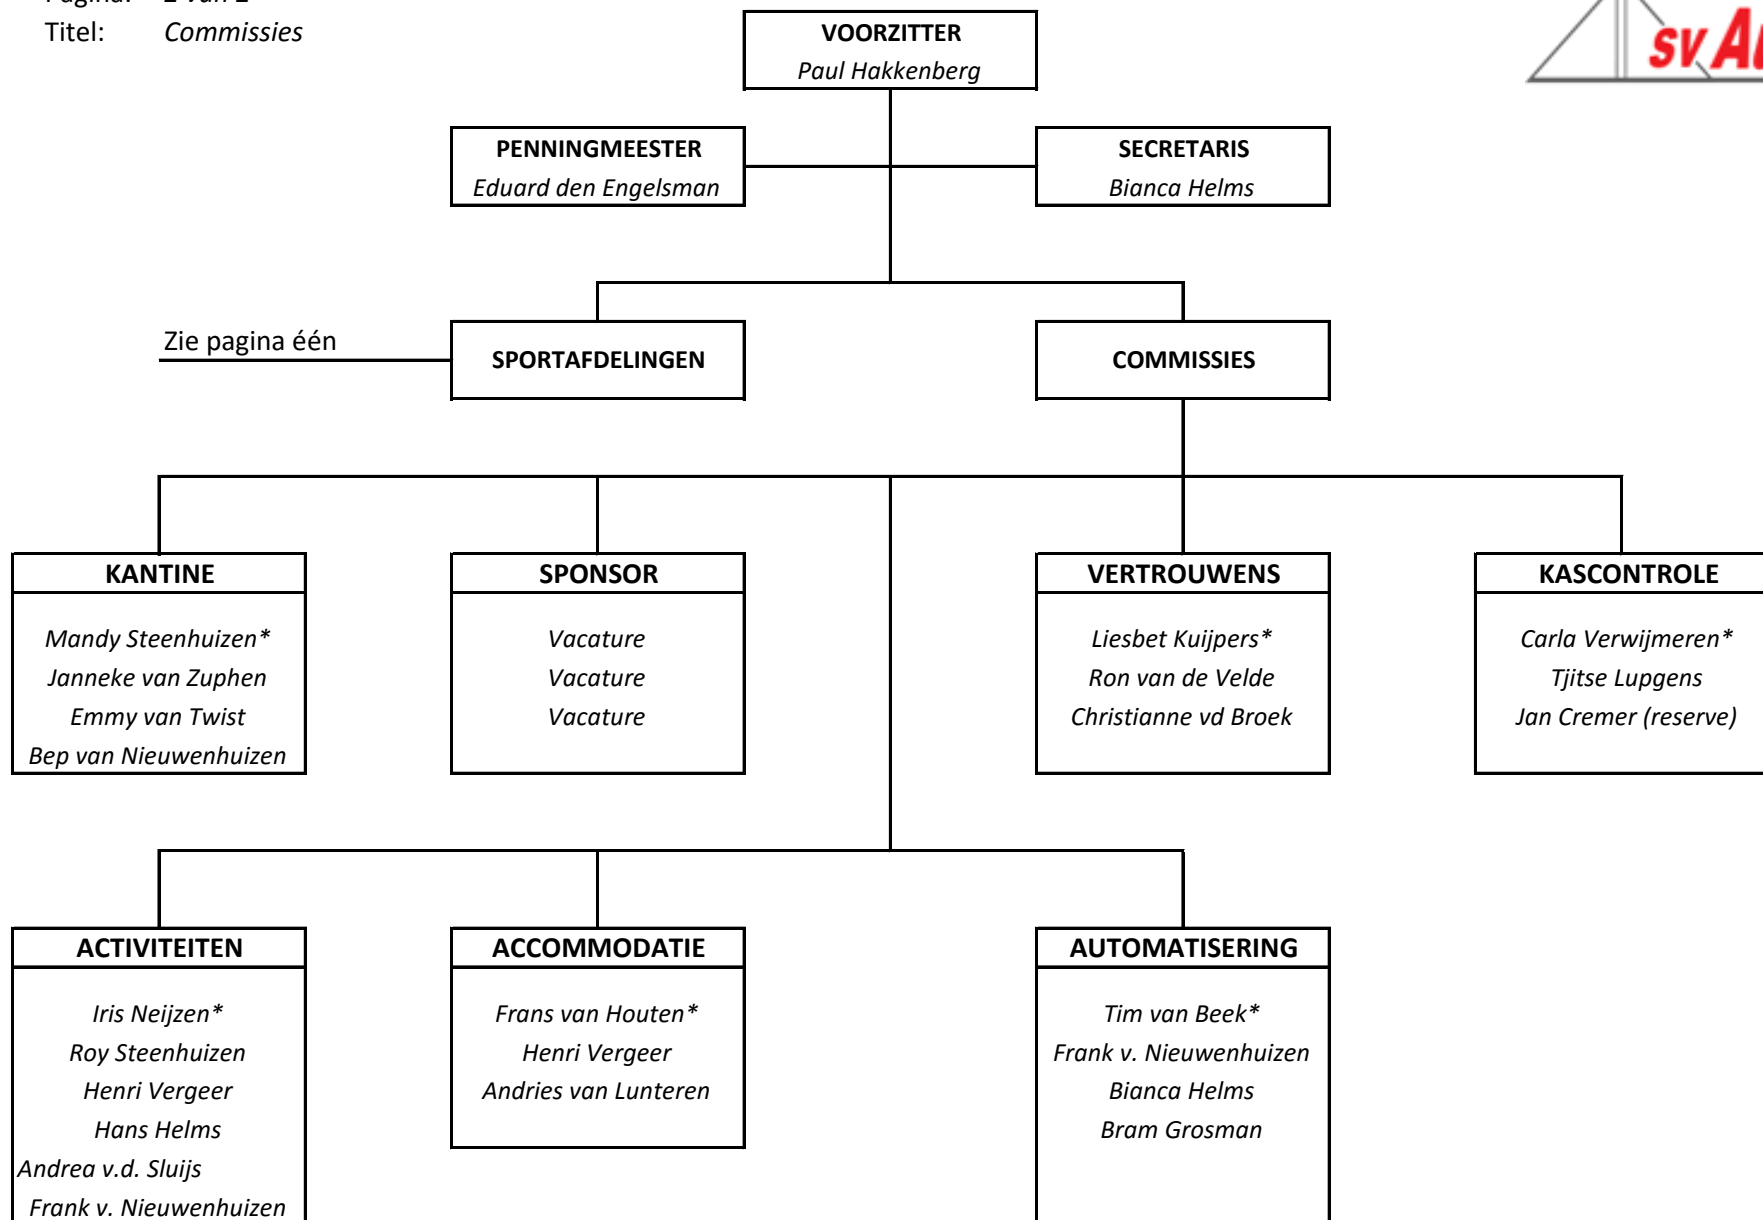 Titel: Commissies
VOORZITTER
Paul Hakkenberg
sv
PENNINGMEESTER
Eduard den Engelsman
SECRETARIS
Bianca Helms
Zie pagina één
SPORTAFDELINGEN
COMMISSIES
KANTINE
Mandy Steenhuizen*
Janneke van Zuphen
Emmy van Twist
Bep van Nieuwenhuizen
SPONSOR
Vacature
Vacature
Vacature
VERTROUWENS
Liesbet Kuijpers*
Ron van de Velde
Christianne vd Broek
KASCONTROLE
Carla Verwijmeren*
Tjitse Lupgens
Jan Cremer (reserve)
ACTIVITEITEN
Iris Neijzen*
Roy Steenhuizen
Henri Vergeer
Hans Helms
Andrea v.d. Sluijs
Frank v. Nieuwenhuizen
ACCOMMODATIE
Frans van Houten*
Henri Vergeer
Andries van Lunteren
AUTOMATISERING
Tim van Beek*
Frank v. Nieuwenhuizen
Bianca Helms
Bram Grosman